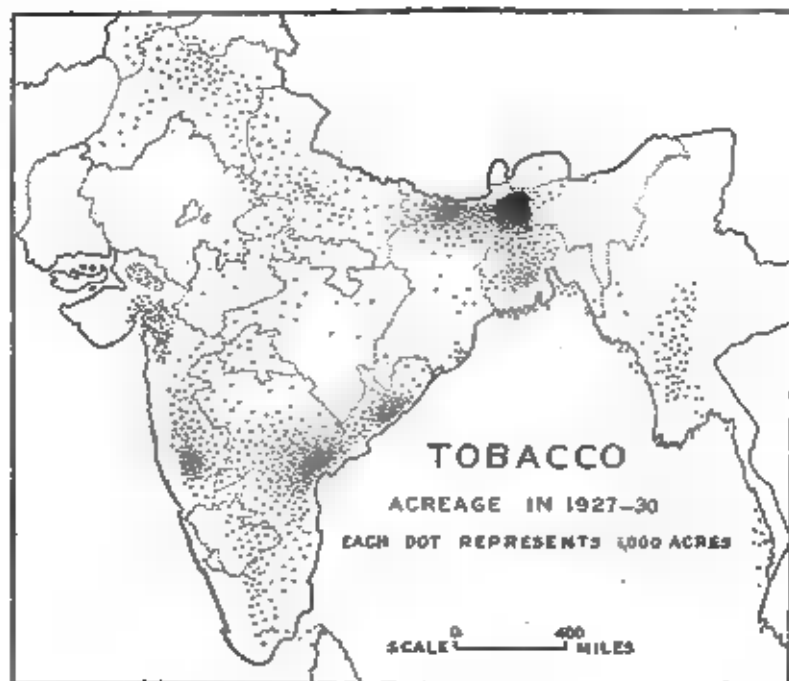 TOBACCO
ACREAGE IN 1927–30
EACH DOT REPRESENTS 1,000 ACRES
0 400
SCALE MILES